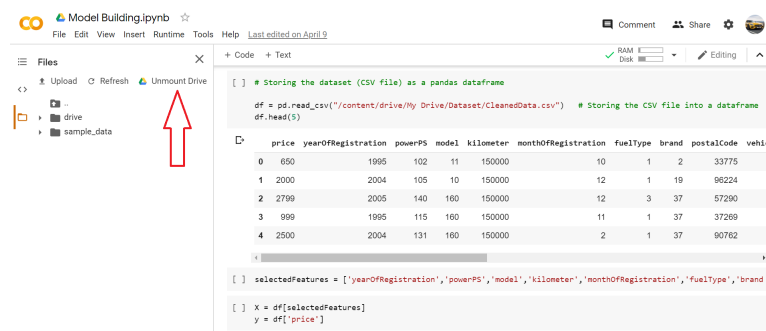 Model Building.ipynb
Comment Share
File Edit View Insert Runtime Tools Help Last edited on April 9
Files
+ Code + Text
RAM
Disk
Editing
Upload Refresh Unmount Drive
..
drive
sample_data
[ ] # Storing the dataset (CSV file) as a pandas dataframe
df = pd.read_csv("/content/drive/My Drive/Dataset/CleanedData.csv") # Storing the CSV file into a dataframe
df.head(5)
price yearOfRegistration powerPS model kilometer monthOfRegistration fuelType brand postalCode vehic
0 650 1995 102 11 150000 10 1 2 33775
1 2000 2004 105 10 150000 12 1 19 96224
2 2799 2005 140 160 150000 12 3 37 57290
3 999 1995 115 160 150000 11 1 37 37269
4 2500 2004 131 160 150000 2 1 37 90762
[ ] selectedFeatures = ['yearOfRegistration','powerPS','model','kilometer','monthOfRegistration','fuelType','brand
[ ] X = df[selectedFeatures]
y = df['price']